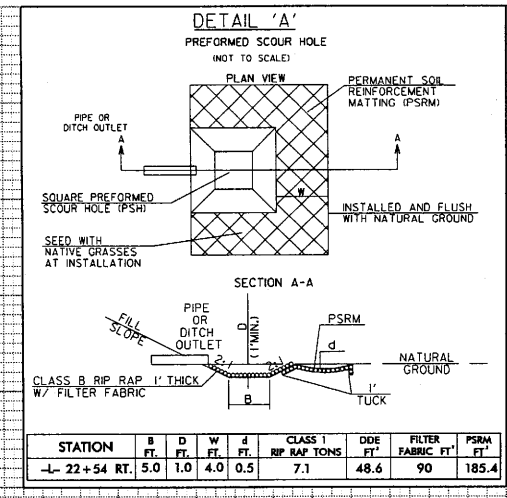 DETAIL 'A'
PREFORMED SCOUR HOLE
(NOT TO SCALE)
PLAN VIEW
PERMANENT SOIL
REINFORCEMENT
MATTING (PSRM)
PIPE OR
DITCH OUTLET
A
A
W
SQUARE PREFORMED
SCOUR HOLE (PSH)
INSTALLED AND FLUSH
WITH NATURAL GROUND
SEED WITH
NATIVE GRASSES
AT INSTALLATION
SECTION A-A
FILL
SLOPE
PIPE
OR
DITCH
OUTLET
D
(1'MIN.)
PSRM
d
2:1
2:1
NATURAL
GROUND
CLASS B RIP RAP 1' THICK
W/ FILTER FABRIC
B
1'
TUCK
STATION B FT. D FT. W FT. d FT. CLASS 1 RIP RAP TONS DDE FT' FILTER FABRIC FT' PSRM FT'
-L- 22+54 RT. 5.0 1.0 4.0 0.5 7.1 48.6 90 185.4